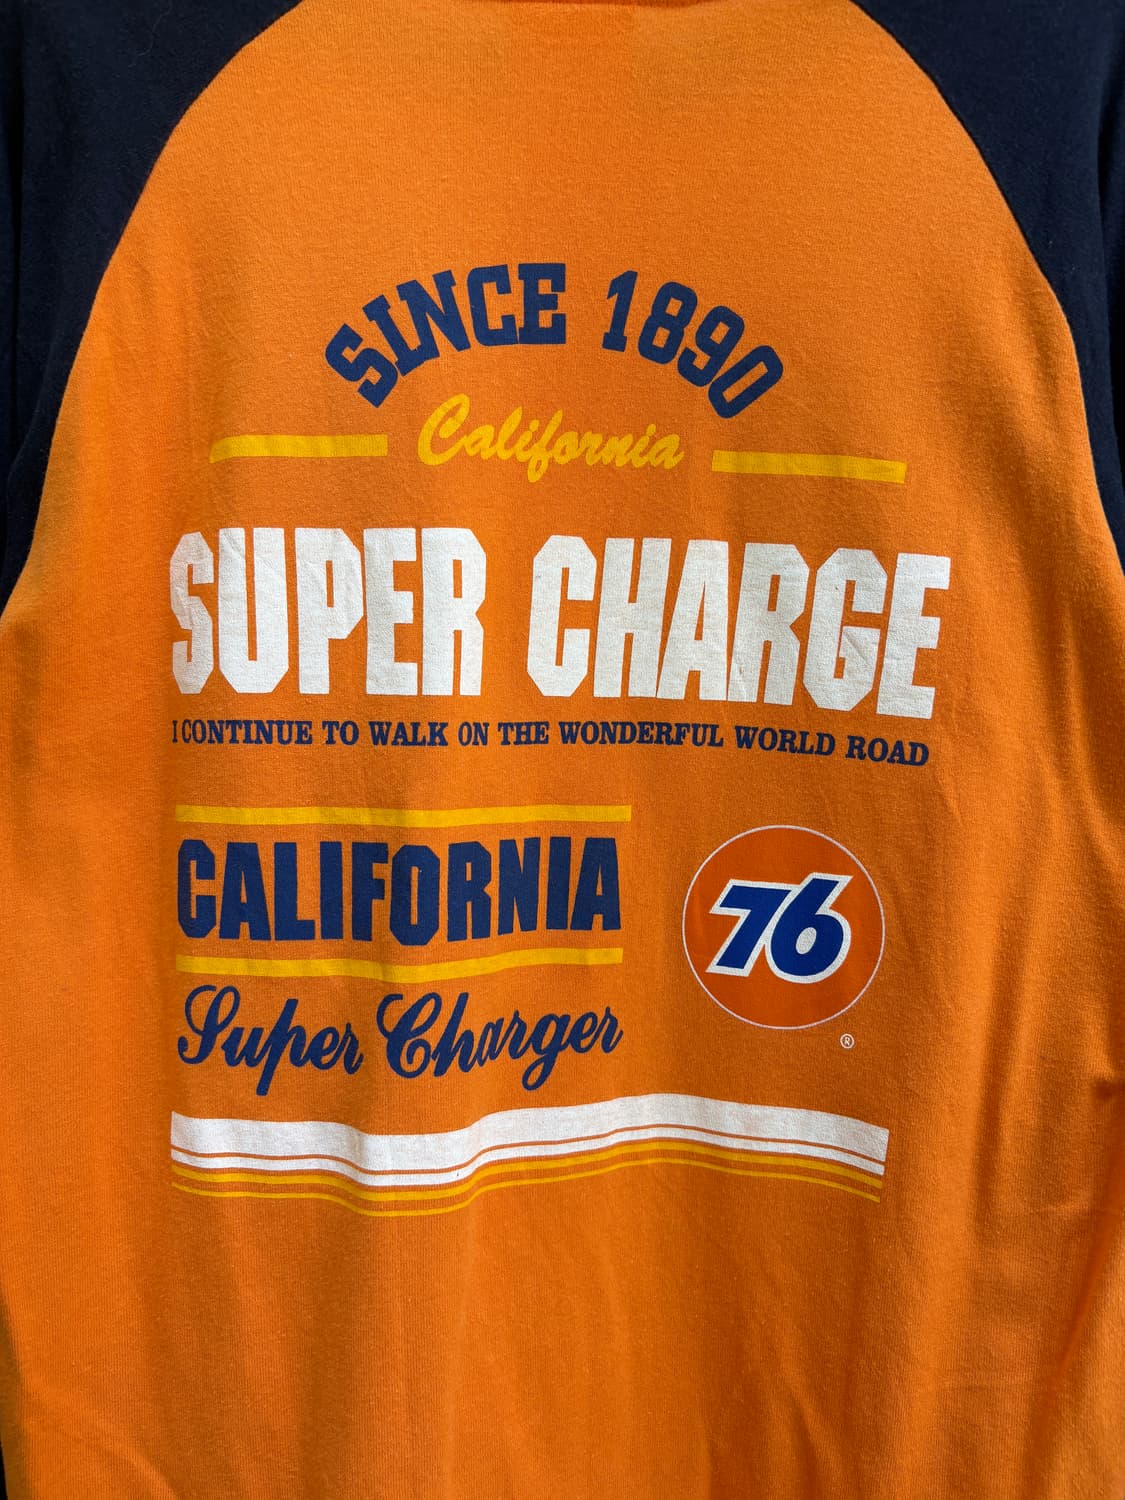 SINCE 1890
California
SUPER CHARGE
I CONTINUE TO WALK ON THE WONDERFUL WORLD ROAD
CALIFORNIA
76
®
Super Charger